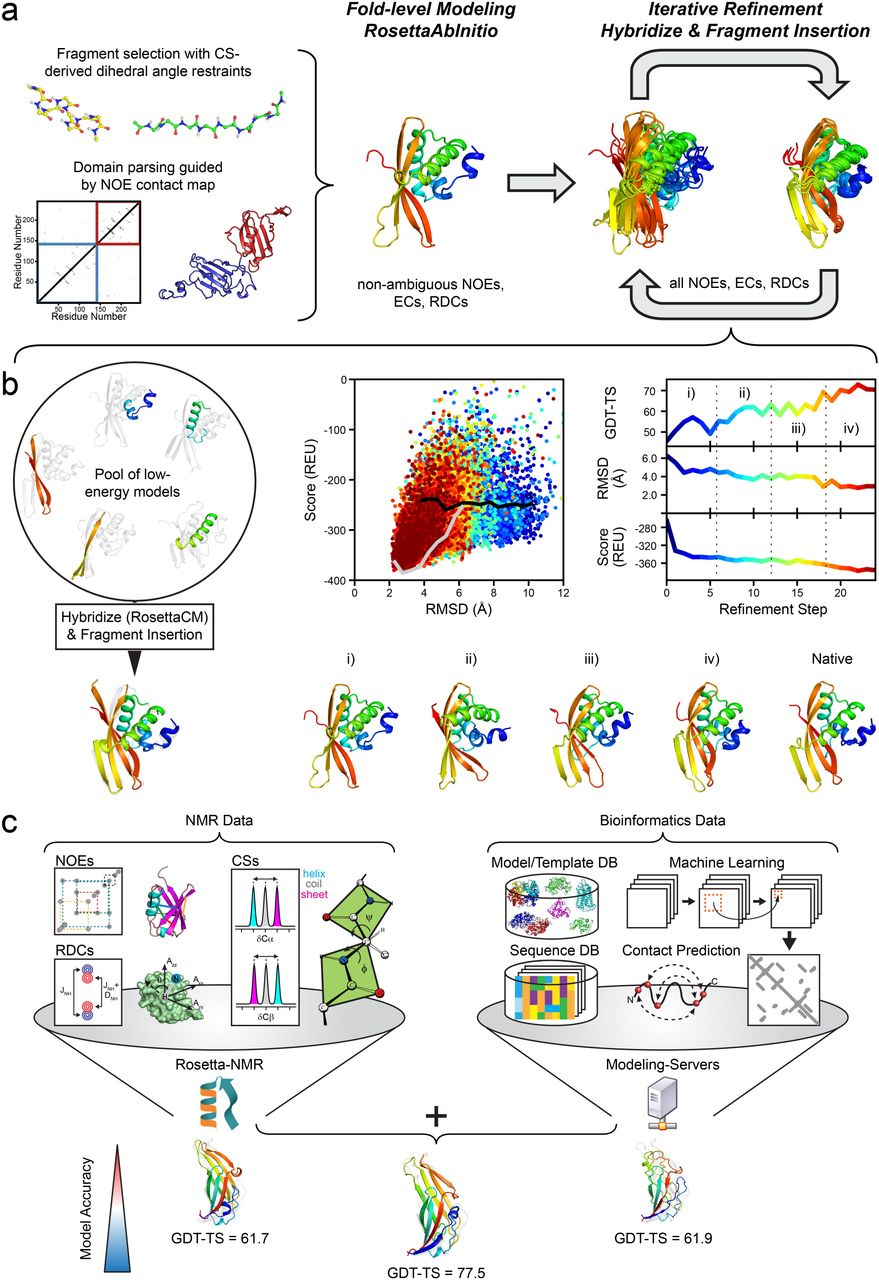 a
Fragment selection with CS-
derived dihedral angle restraints
Domain parsing guided
by NOE contact map
Residue Number
200
150
100
50
50 100 150 200
Residue Number
Fold-level Modeling
RosettaAbInitio
non-ambiguous NOEs,
ECs, RDCs
Iterative Refinement
Hybridize & Fragment Insertion
all NOEs, ECs, RDCs
b
Pool of low-
energy models
Hybridize (RosettaCM)
& Fragment Insertion
Score (REU)
0
-100
-200
-300
-400
0 2 4 6 8 10 12
RMSD (Å)
GDT-TS
70
60
50
i)
ii)
iii)
iv)
RMSD
(Å)
6.0
4.0
2.0
Score
(REU)
-280
-360
0 5 10 15 20
Refinement Step
i)
ii)
iii)
iv)
Native
c
NMR Data
NOEs
CSs
helix
coil
sheet
δCα
δCβ
RDCs
JNH
JNH+
DNH
Azz
θ
N
H
Ψ
ϕ
C
H
Bioinformatics Data
Model/Template DB
Machine Learning
Sequence DB
Contact Prediction
N
C
Rosetta-NMR
Modeling-Servers
+
Model Accuracy
GDT-TS = 61.7
GDT-TS = 77.5
GDT-TS = 61.9